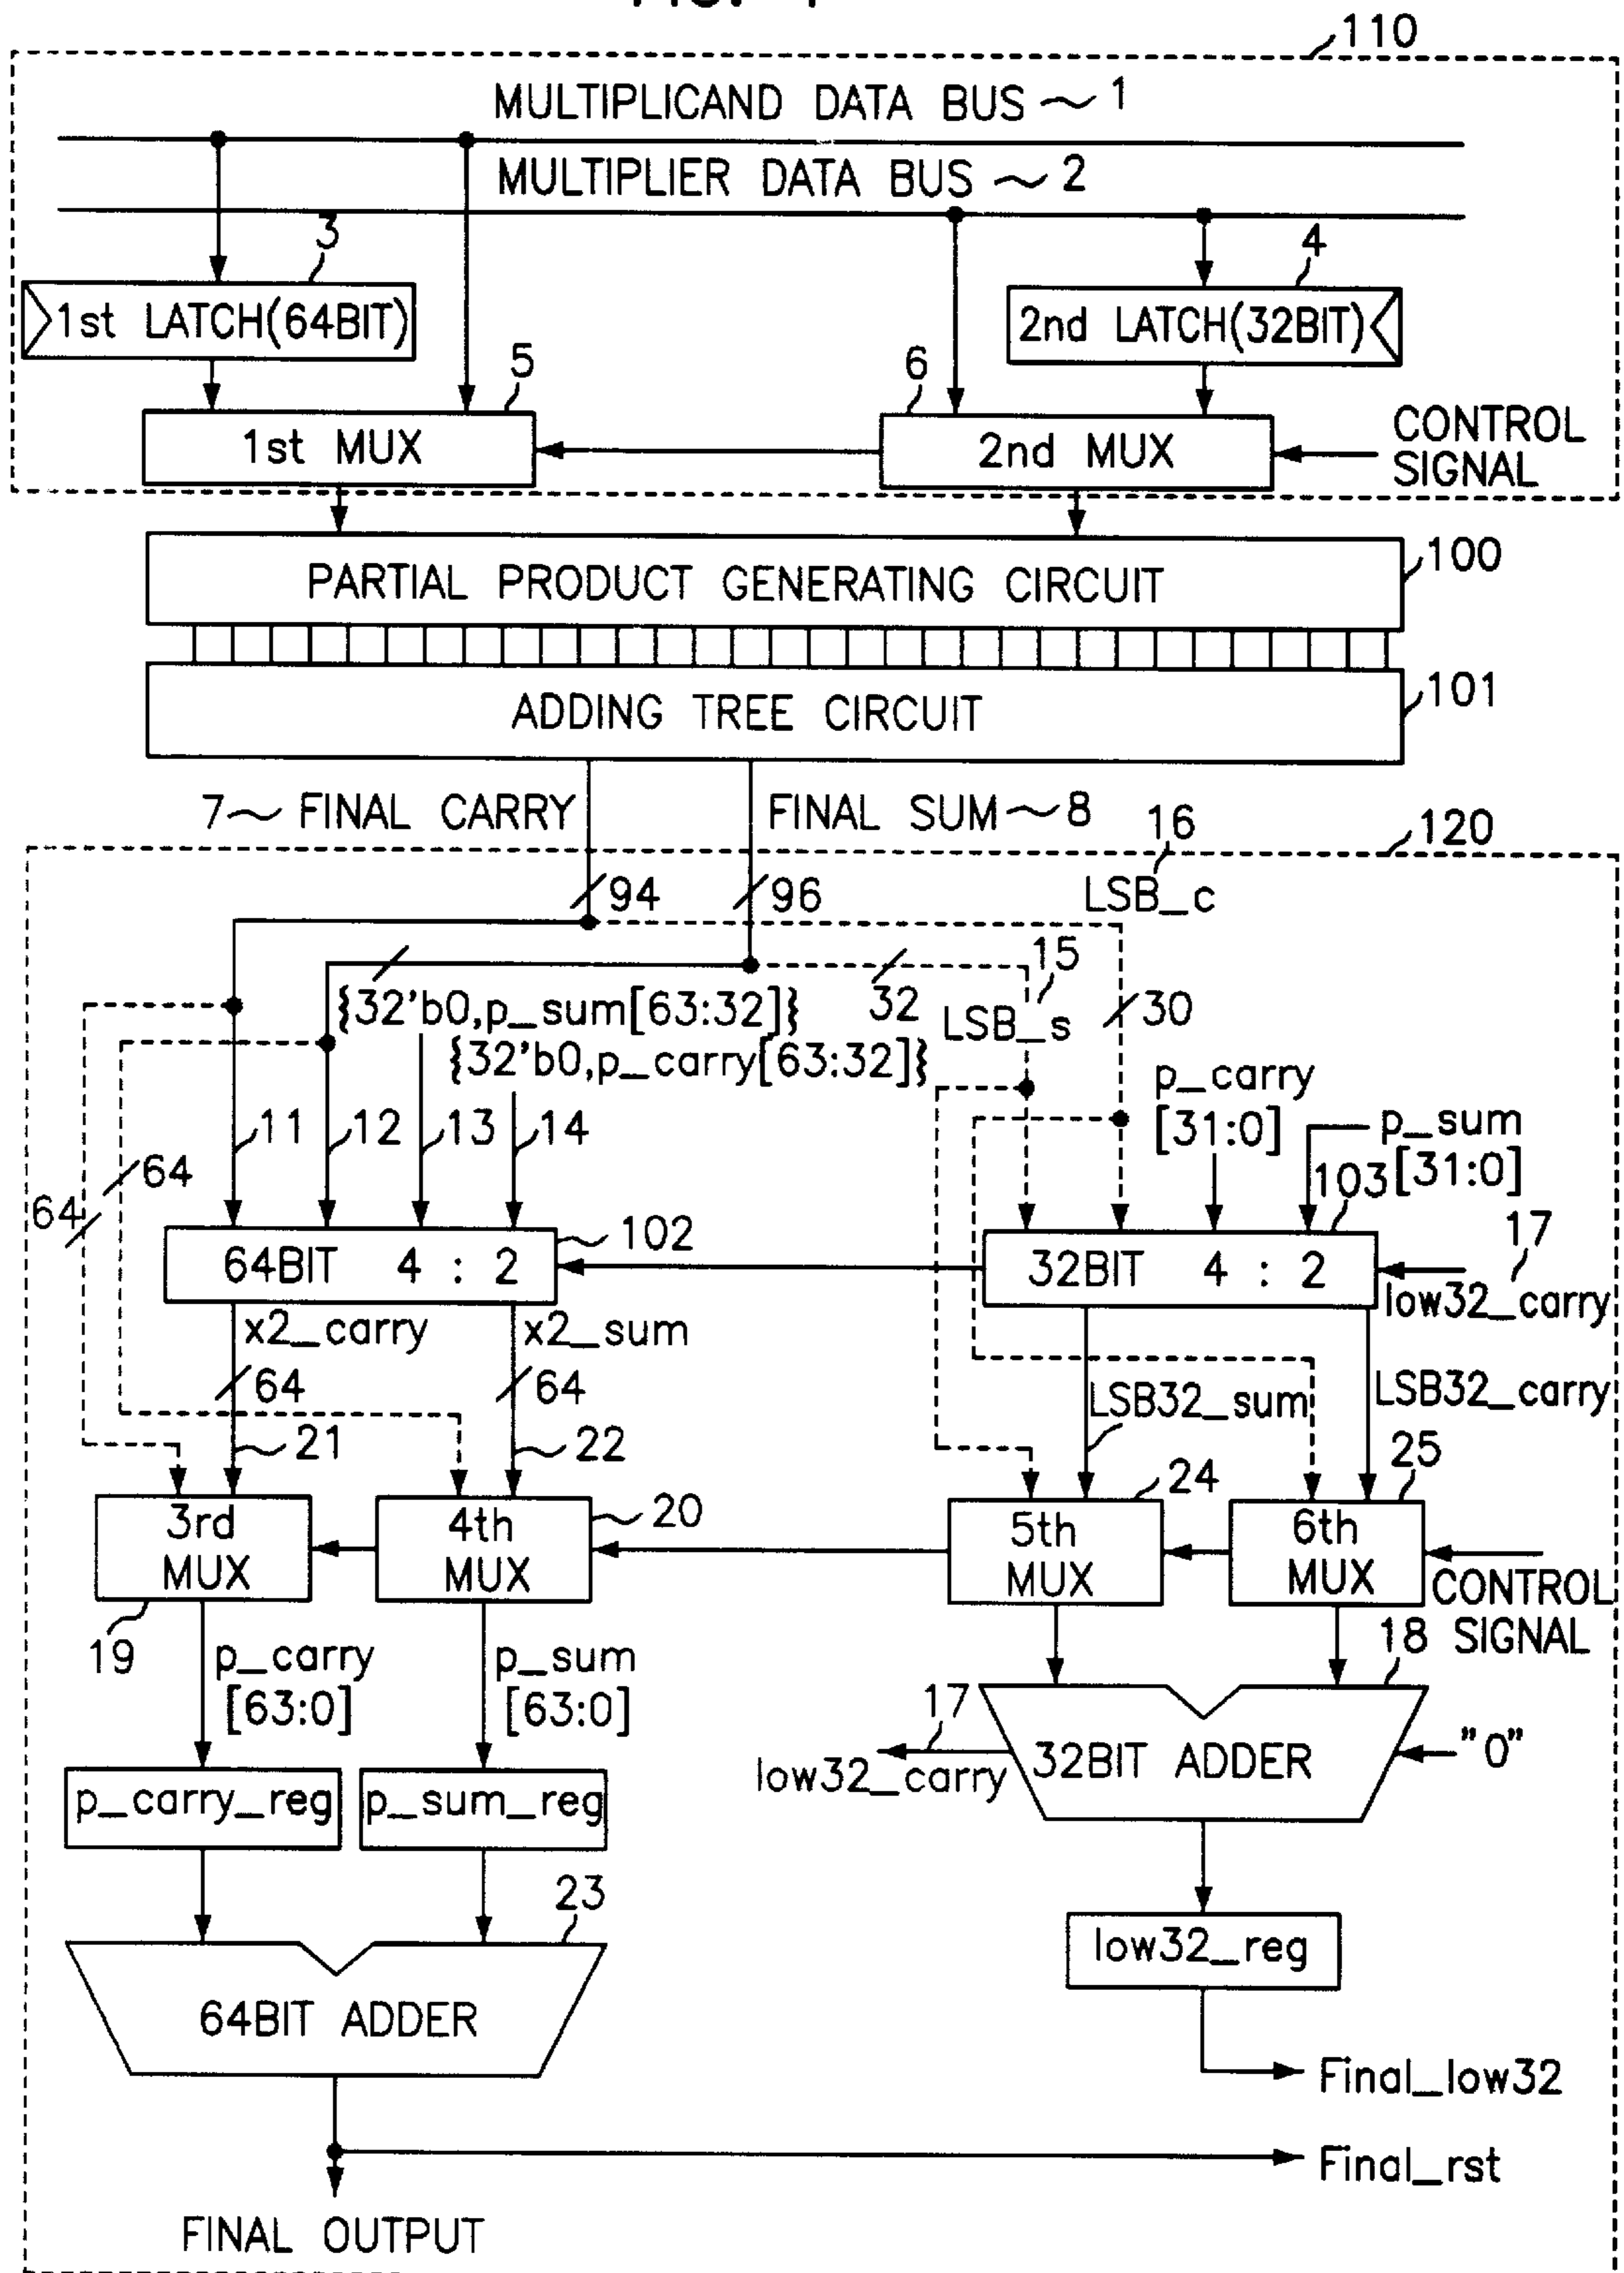 110
MULTIPLICAND DATA BUS ~ 1
MULTIPLIER DATA BUS ~ 2
3
4
1st LATCH(64BIT)
2nd LATCH(32BIT)
5
6
1st MUX
2nd MUX
CONTROL
SIGNAL
PARTIAL PRODUCT GENERATING CIRCUIT
100
ADDING TREE CIRCUIT
101
7~ FINAL CARRY
FINAL SUM~8
16
120
94
96
LSB_c
15
{32'b0,p_sum[63:32]}
32
LSB_s
30
{32'b0,p_carry[63:32]}
p_carry
[31:0]
p_sum
[31:0]
11
12
13
14
64
64
103
102
17
64BIT 4 : 2
32BIT 4 : 2
low32_carry
x2_carry
x2_sum
64
64
LSB32_sum
LSB32_carry
21
22
24
25
3rd
MUX
4th
MUX
20
5th
MUX
6th
MUX
CONTROL
SIGNAL
19
18
p_carry
[63:0]
p_sum
[63:0]
17
low32_carry
32BIT ADDER
"0"
p_carry_reg
p_sum_reg
23
low32_reg
64BIT ADDER
Final_low32
Final_rst
FINAL OUTPUT